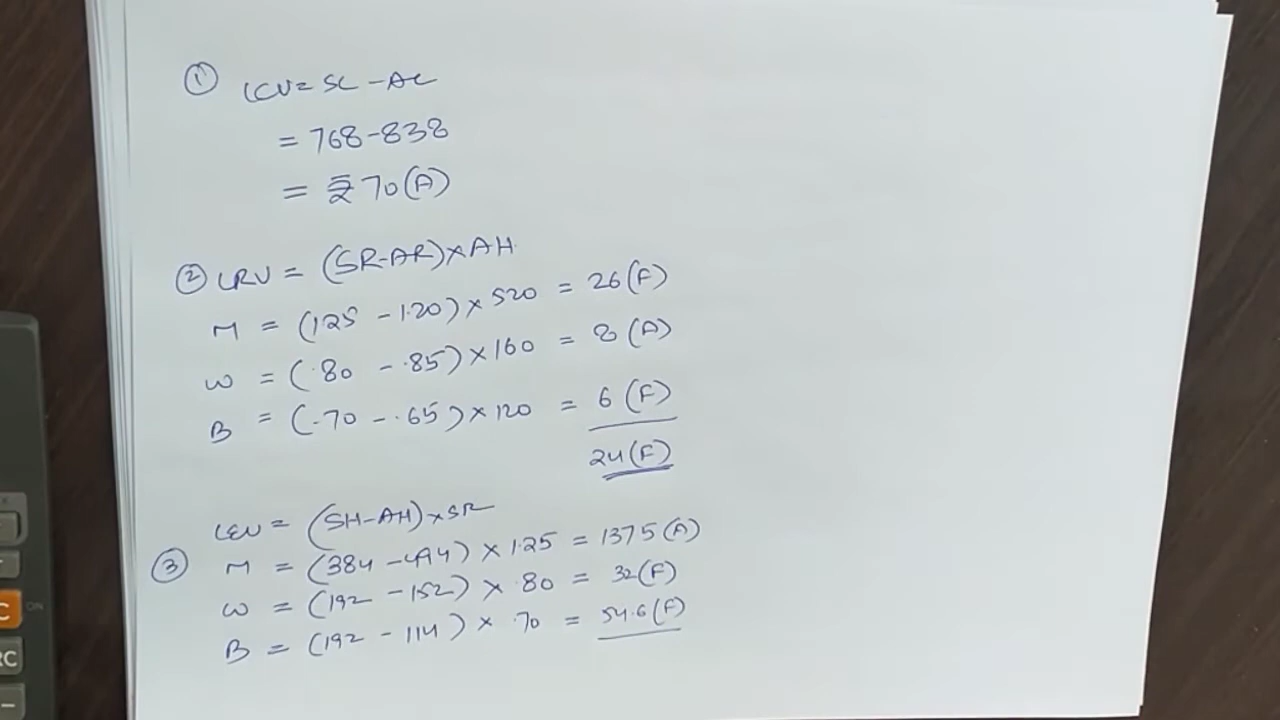 ① LCV = SC - AC
= 768 - 838
= ₹ 70 (A)
② LRV = (SR-AR) × AH
M = (1.25 - 1.20) × 520 = 26 (F)
W = (.80 - .85) × 160 = 8 (A)
B = (.70 - .65) × 120 = 6 (F)
24 (F)
LEV = (SH-AH) × SR
③ M = (384 - 494) × 1.25 = 137.5 (A)
W = (192 - 152) × .80 = 32 (F)
B = (192 - 114) × .70 = 54.6 (F)
C ON
RC
-